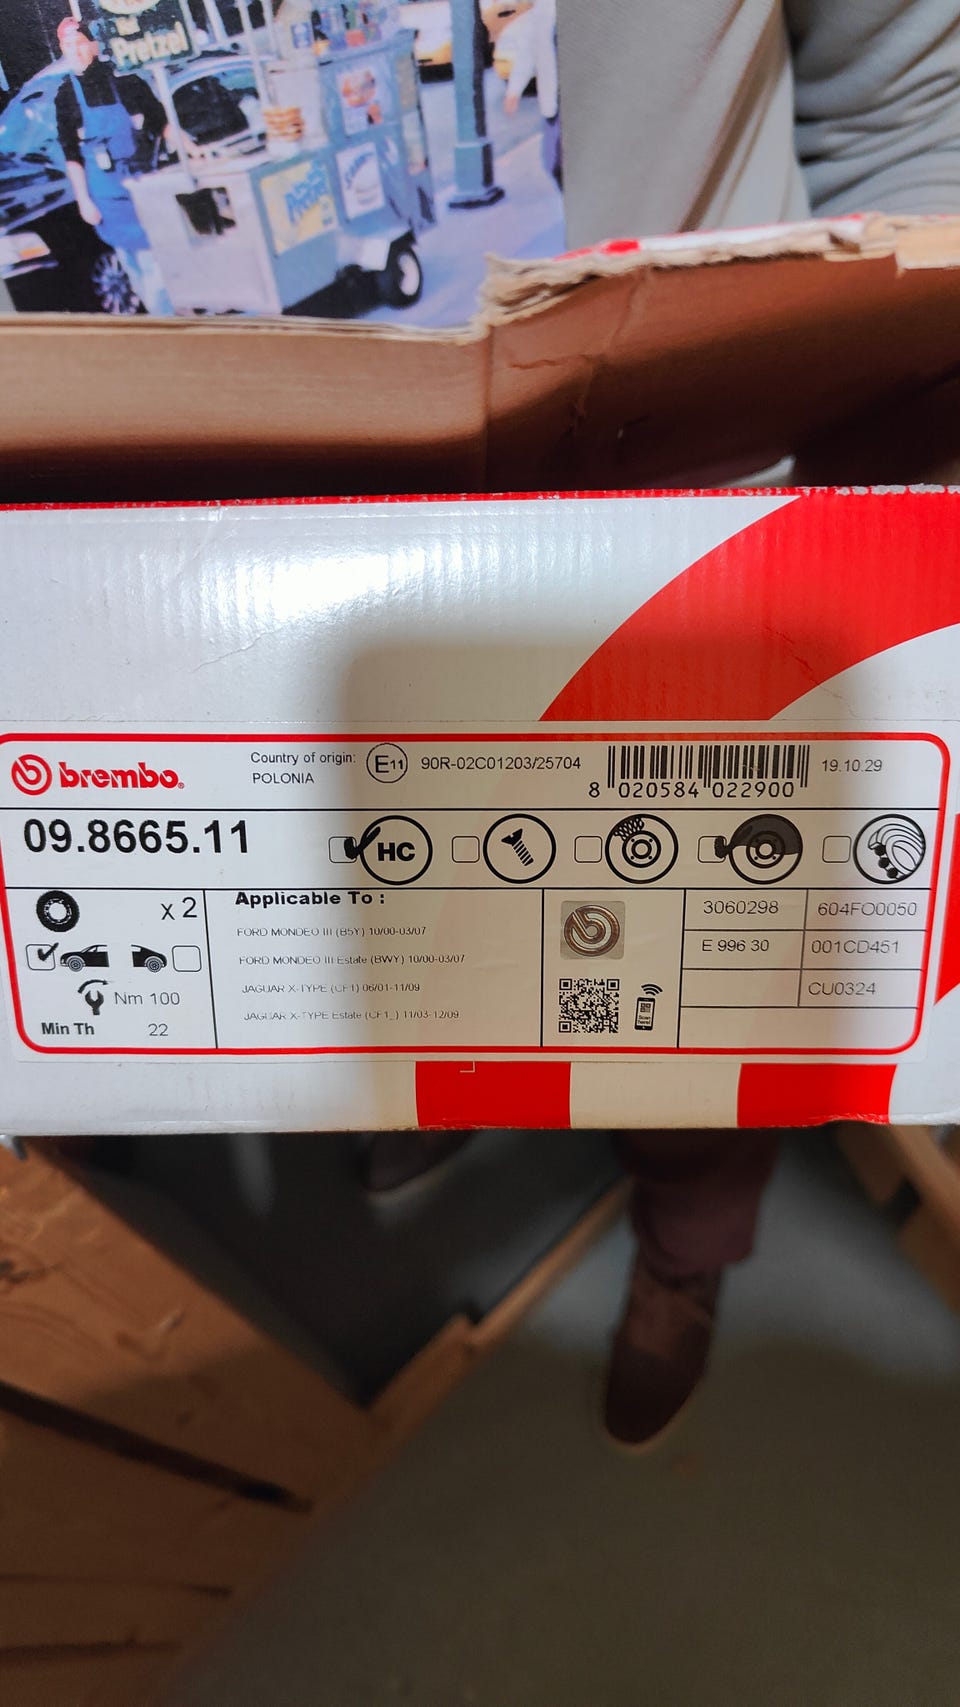 Pretzel
brembo.
Country of origin:
POLONIA
E11
90R-02C01203/25704
8 020584 022900
19.10.29
09.8665.11
HC
x 2
Nm 100
Min Th 22
Applicable To :
FORD MONDEO III (B5Y) 10/00-03/07
FORD MONDEO III Estate (BWY) 10/00-03/07
JAGUAR X-TYPE (CF1) 06/01-11/09
JAGUAR X-TYPE Estate (CF1_) 11/03-12/09
3060298 604FO0050
E 996 30 001CD451
CU0324